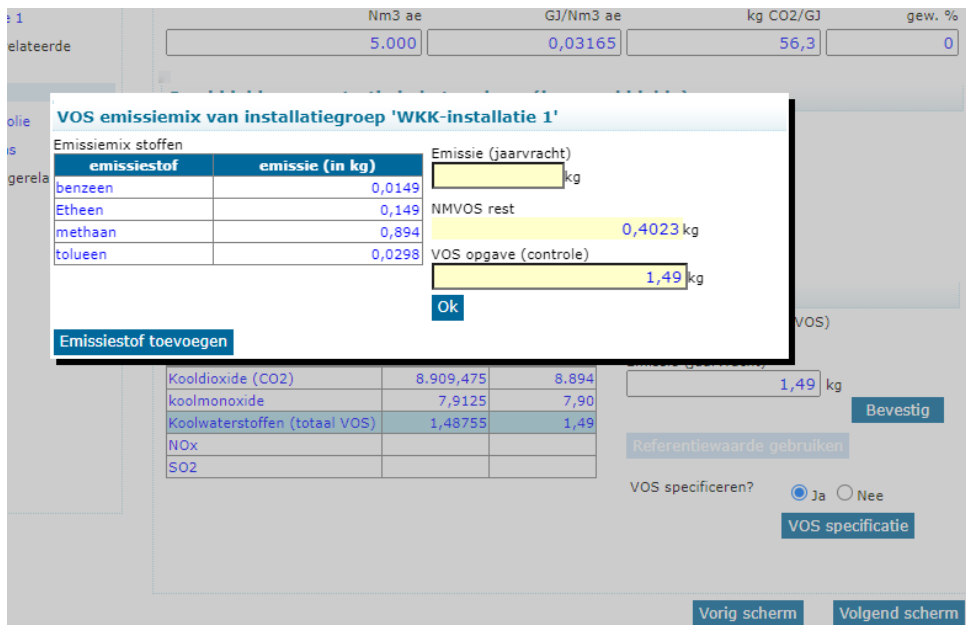 e 1
Nm3 ae GJ/Nm3 ae kg CO2/GJ gew. %
elateerde
5.000 0,03165 56,3 0
olie
VOS emissiemix van installatiegroep 'WKK-installatie 1'
Emissiemix stoffen
as
emissiestof emissie (in kg)
Emissie (jaarvracht)
kg
gerela
benzeen 0,0149
Etheen 0,149
NMVOS rest
methaan 0,894
0,4023 kg
tolueen 0,0298
VOS opgave (controle)
1,49 kg
Ok
Emissiestof toevoegen
VOS)
Kooldioxide (CO2) 8.909,475 8.894
1,49 kg
koolmonoxide 7,9125 7,90
Bevestig
Koolwaterstoffen (totaal VOS) 1,48755 1,49
NOx
Referentiewaarde gebruiken
SO2
VOS specificeren? Ja Nee
VOS specificatie
Vorig scherm Volgend scherm